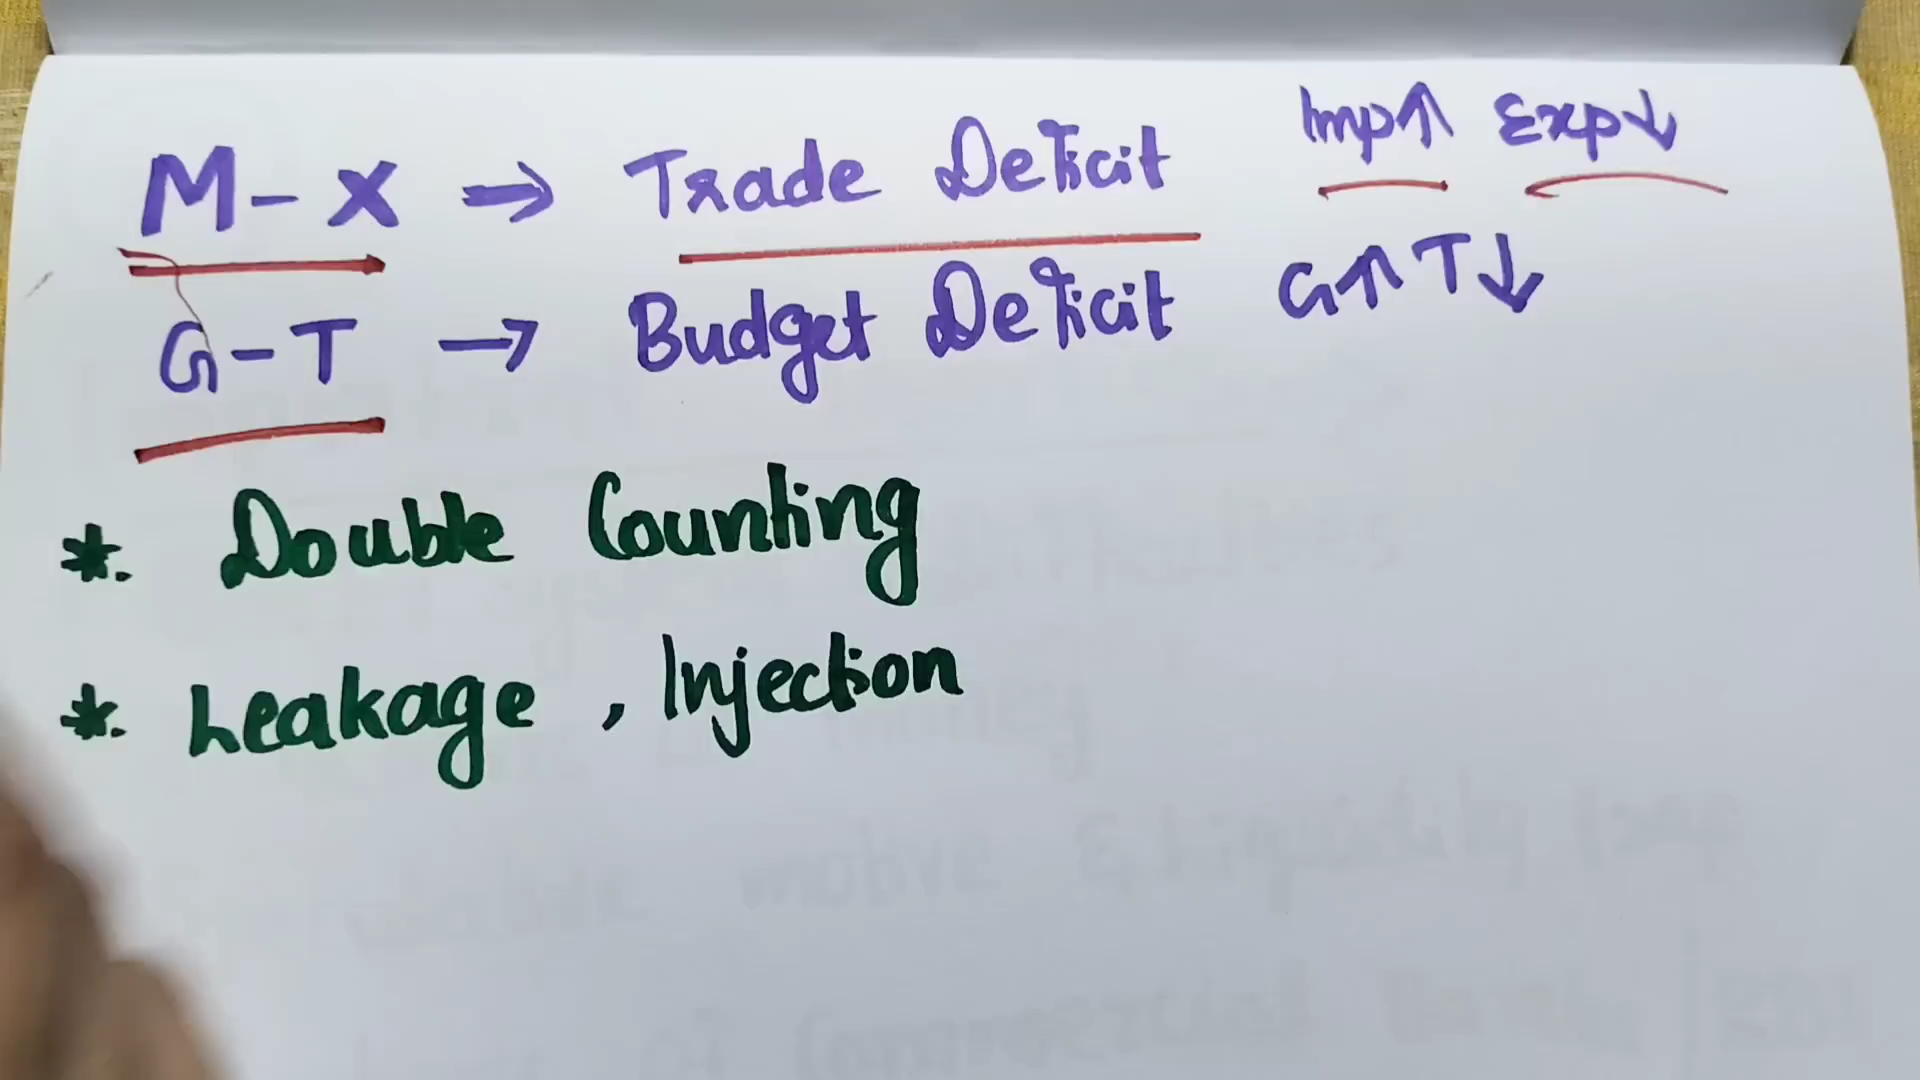 M - X → Trade Deficit Imp↑ Exp↓
G - T → Budget Deficit G↑ T↓
*. Double Counting
*. Leakage, Injection